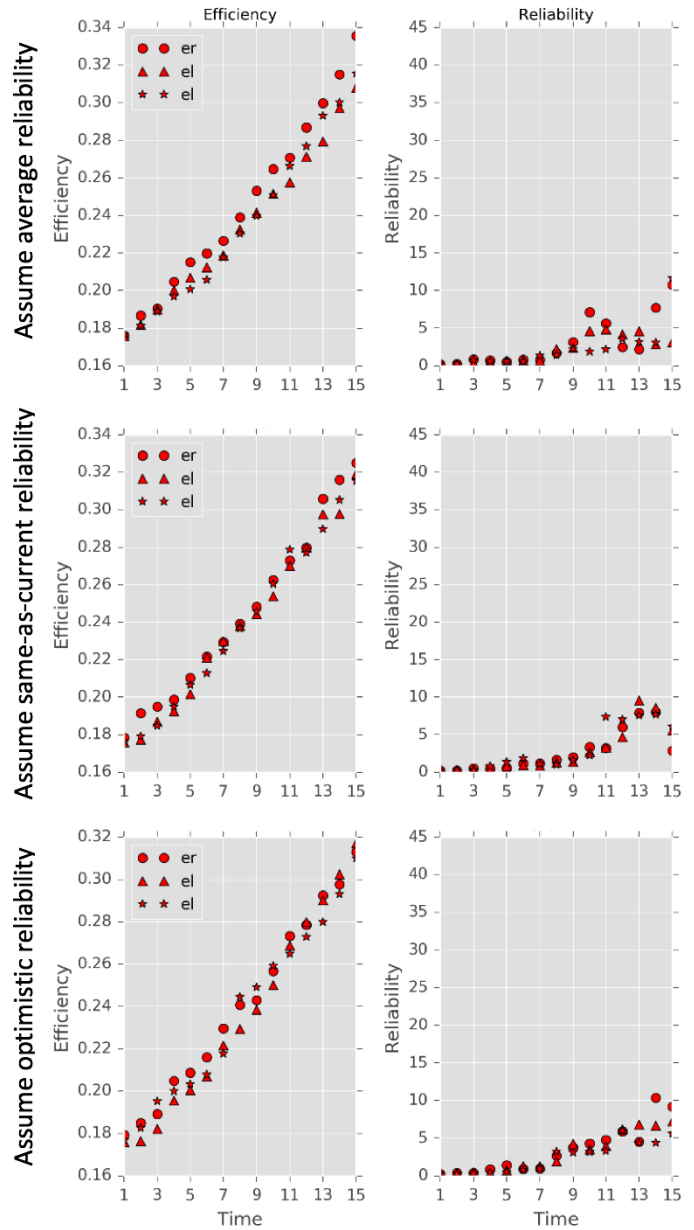 Efficiency
Reliability
Assume average reliability
Efficiency
0.34
0.32
0.30
0.28
0.26
0.24
0.22
0.20
0.18
0.16
er
el
el
1 3 5 7 9 11 13 15
Reliability
45
40
35
30
25
20
15
10
5
0
1 3 5 7 9 11 13 15
Assume same-as-current reliability
Efficiency
0.34
0.32
0.30
0.28
0.26
0.24
0.22
0.20
0.18
0.16
er
el
el
1 3 5 7 9 11 13 15
Reliability
45
40
35
30
25
20
15
10
5
0
1 3 5 7 9 11 13 15
Assume optimistic reliability
Efficiency
0.32
0.30
0.28
0.26
0.24
0.22
0.20
0.18
0.16
er
el
el
1 3 5 7 9 11 13 15
Time
Reliability
45
40
35
30
25
20
15
10
5
0
1 3 5 7 9 11 13 15
Time